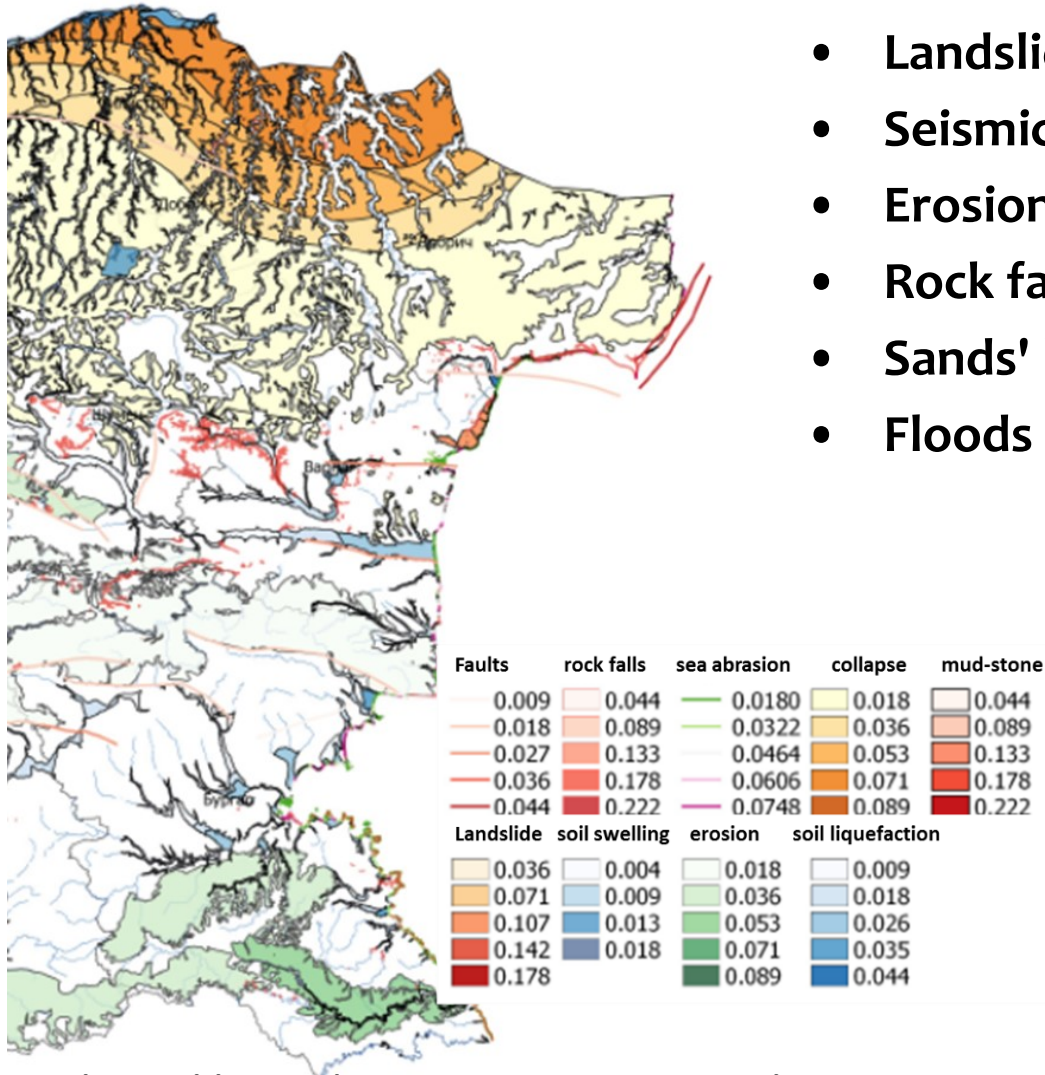 • Landsli
• Seismic
• Erosion
• Rock fa
• Sands'
• Floods
Добрич
Бургас
Faults rock falls sea abrasion collapse mud-stone
0.009 0.044 0.0180 0.018 0.044
0.018 0.089 0.0322 0.036 0.089
0.027 0.133 0.0464 0.053 0.133
0.036 0.178 0.0606 0.071 0.178
0.044 0.222 0.0748 0.089 0.222
Landslide soil swelling erosion soil liquefaction
0.036 0.004 0.018 0.009
0.071 0.009 0.036 0.018
0.107 0.013 0.053 0.026
0.142 0.018 0.071 0.035
0.178 0.089 0.044